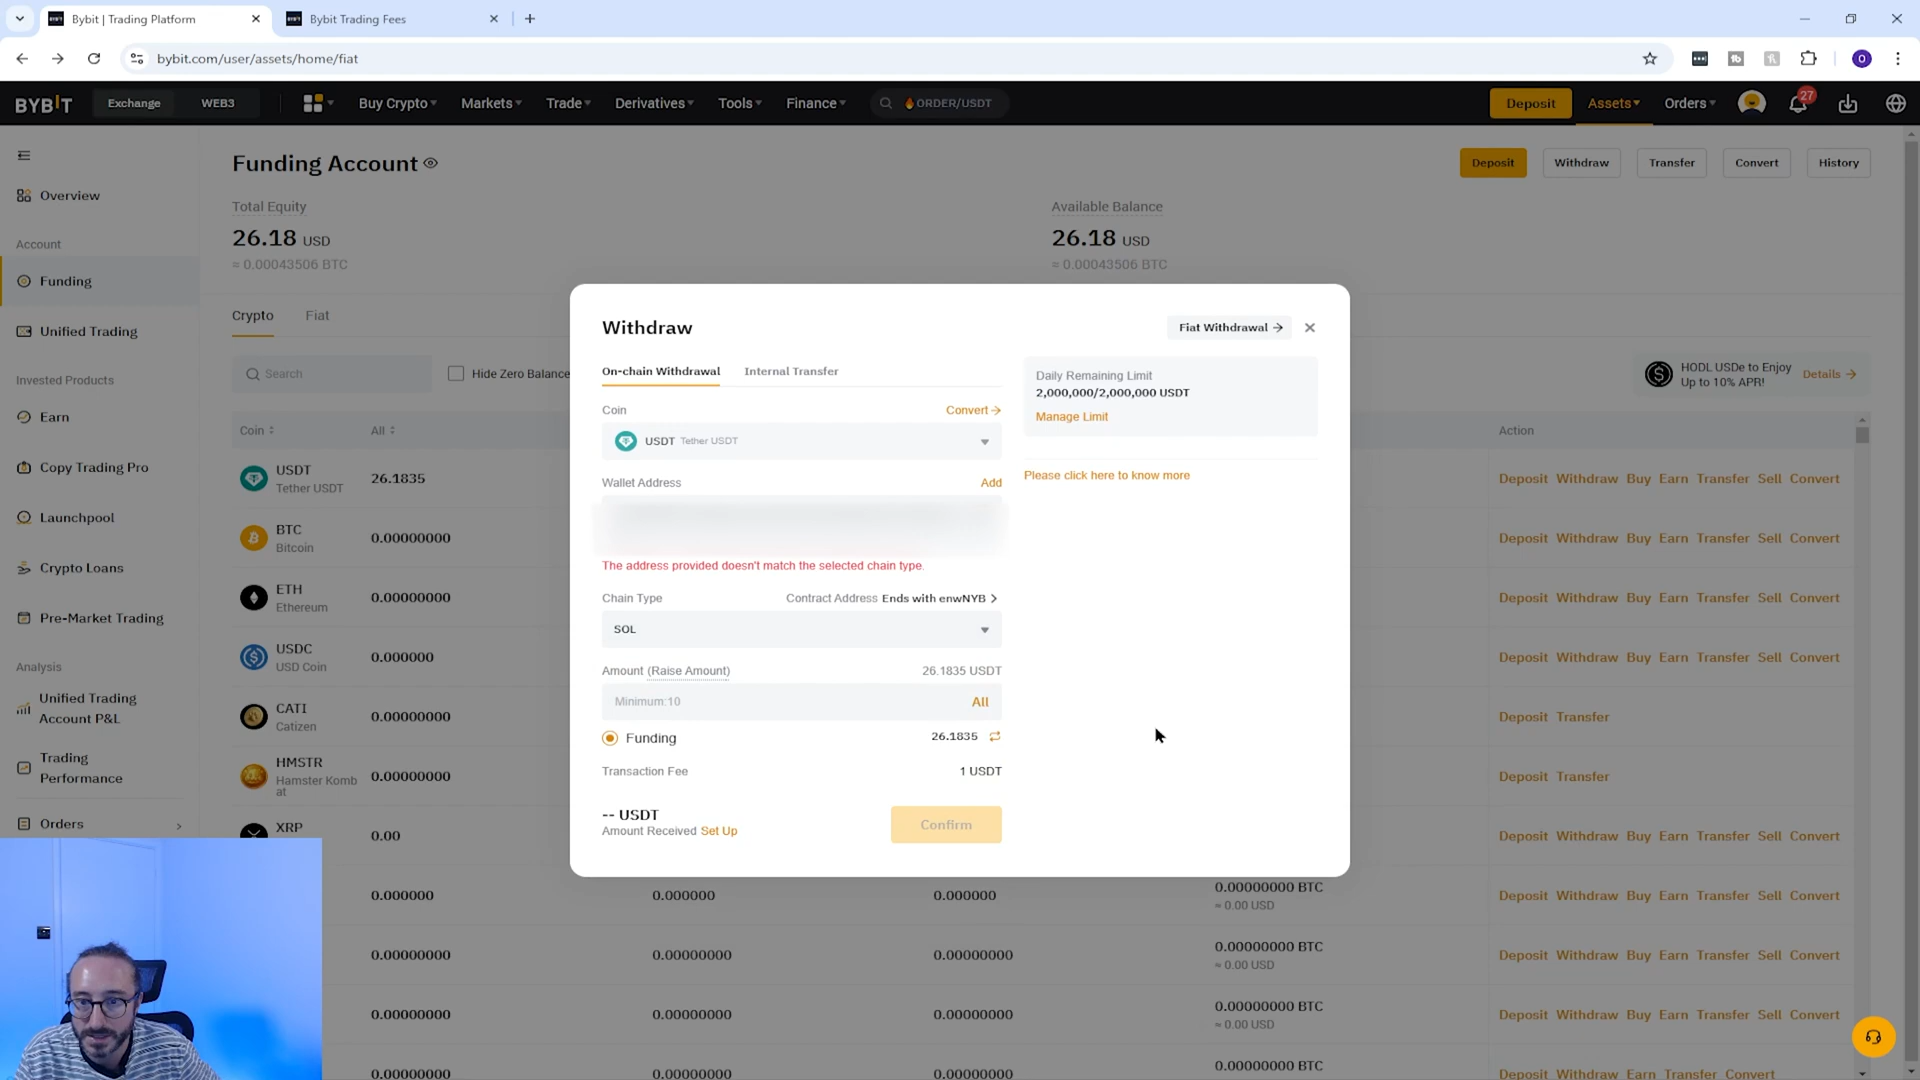 Bybit | Trading Platform
Bybit Trading Fees
bybit.com/user/assets/home/fiat
O
BYBIT
Exchange
WEB3
Buy Crypto
Markets
Trade
Derivatives
Tools
Finance
ORDER/USDT
Deposit
Assets
Orders
27
Overview
Account
Funding
Unified Trading
Invested Products
Earn
Copy Trading Pro
Launchpool
Crypto Loans
Pre-Market Trading
Analysis
Unified Trading
Account P&L
Trading
Performance
Orders
Funding Account
Deposit
Withdraw
Transfer
Convert
History
Total Equity
26.18 USD
≈ 0.00043506 BTC
Available Balance
26.18 USD
≈ 0.00043506 BTC
Crypto
Fiat
Search
Hide Zero Balance
HODL USDe to Enjoy
Up to 10% APR!
Details
Coin
All
Action
USDT
Tether USDT
26.1835
Deposit Withdraw Buy Earn Transfer Sell Convert
BTC
Bitcoin
0.00000000
Deposit Withdraw Buy Earn Transfer Sell Convert
ETH
Ethereum
0.00000000
Deposit Withdraw Buy Earn Transfer Sell Convert
USDC
USD Coin
0.000000
Deposit Withdraw Buy Earn Transfer Sell Convert
CATI
Catizen
0.00000000
Deposit Transfer
HMSTR
Hamster Komb
at
0.00000000
Deposit Transfer
XRP
0.00
Deposit Withdraw Buy Earn Transfer Sell Convert
0.000000
0.000000
0.000000
0.00000000 BTC
≈ 0.00 USD
Deposit Withdraw Buy Earn Transfer Sell Convert
0.00000000
0.00000000
0.00000000
0.00000000 BTC
≈ 0.00 USD
Deposit Withdraw Buy Earn Transfer Sell Convert
0.00000000
0.00000000
0.00000000
0.00000000 BTC
≈ 0.00 USD
Deposit Withdraw Buy Earn Transfer Sell Convert
0.00000000
0.00000000
0.00000000
0.00000000 BTC
Deposit Withdraw Earn Transfer Convert
Withdraw
Fiat Withdrawal
On-chain Withdrawal
Internal Transfer
Coin
Convert
USDT Tether USDT
Wallet Address
Add
The address provided doesn't match the selected chain type.
Chain Type
Contract Address Ends with enwNYB
SOL
Amount (Raise Amount)
26.1835 USDT
Minimum:10
All
Funding
26.1835
Transaction Fee
1 USDT
-- USDT
Amount Received Set Up
Confirm
Daily Remaining Limit
2,000,000/2,000,000 USDT
Manage Limit
Please click here to know more